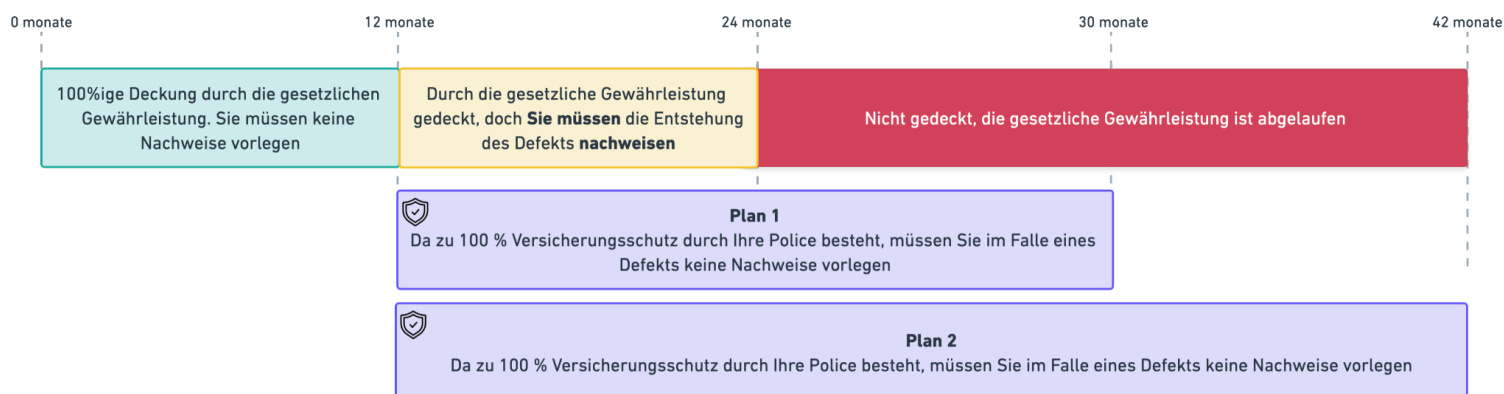 0 monate
12 monate
24 monate
30 monate
42 monate
100%ige Deckung durch die gesetzlichen
Gewährleistung. Sie müssen keine
Nachweise vorlegen
Durch die gesetzliche Gewährleistung
gedeckt, doch Sie müssen die Entstehung
des Defekts nachweisen
Nicht gedeckt, die gesetzliche Gewährleistung ist abgelaufen
Plan 1
Da zu 100 % Versicherungsschutz durch Ihre Police besteht, müssen Sie im Falle eines
Defekts keine Nachweise vorlegen
Plan 2
Da zu 100 % Versicherungsschutz durch Ihre Police besteht, müssen Sie im Falle eines Defekts keine Nachweise vorlegen